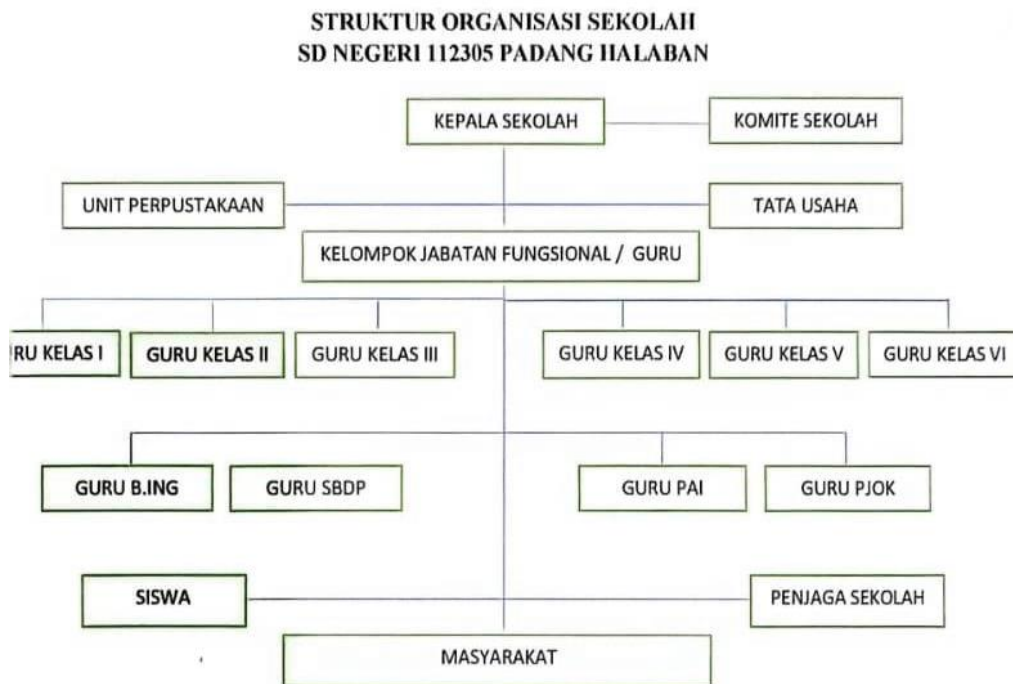 STRUKTUR ORGANISASI SEKOLAH
SD NEGERI 112305 PADANG HALABAN
KEPALA SEKOLAH
KOMITE SEKOLAH
UNIT PERPUSTAKAAN
TATA USAHA
KELOMPOK JABATAN FUNGSIONAL / GURU
RU KELAS I
GURU KELAS II
GURU KELAS III
GURU KELAS IV
GURU KELAS V
GURU KELAS VI
GURU B.ING
GURU SBDP
GURU PAI
GURU PJOK
SISWA
PENJAGA SEKOLAH
MASYARAKAT